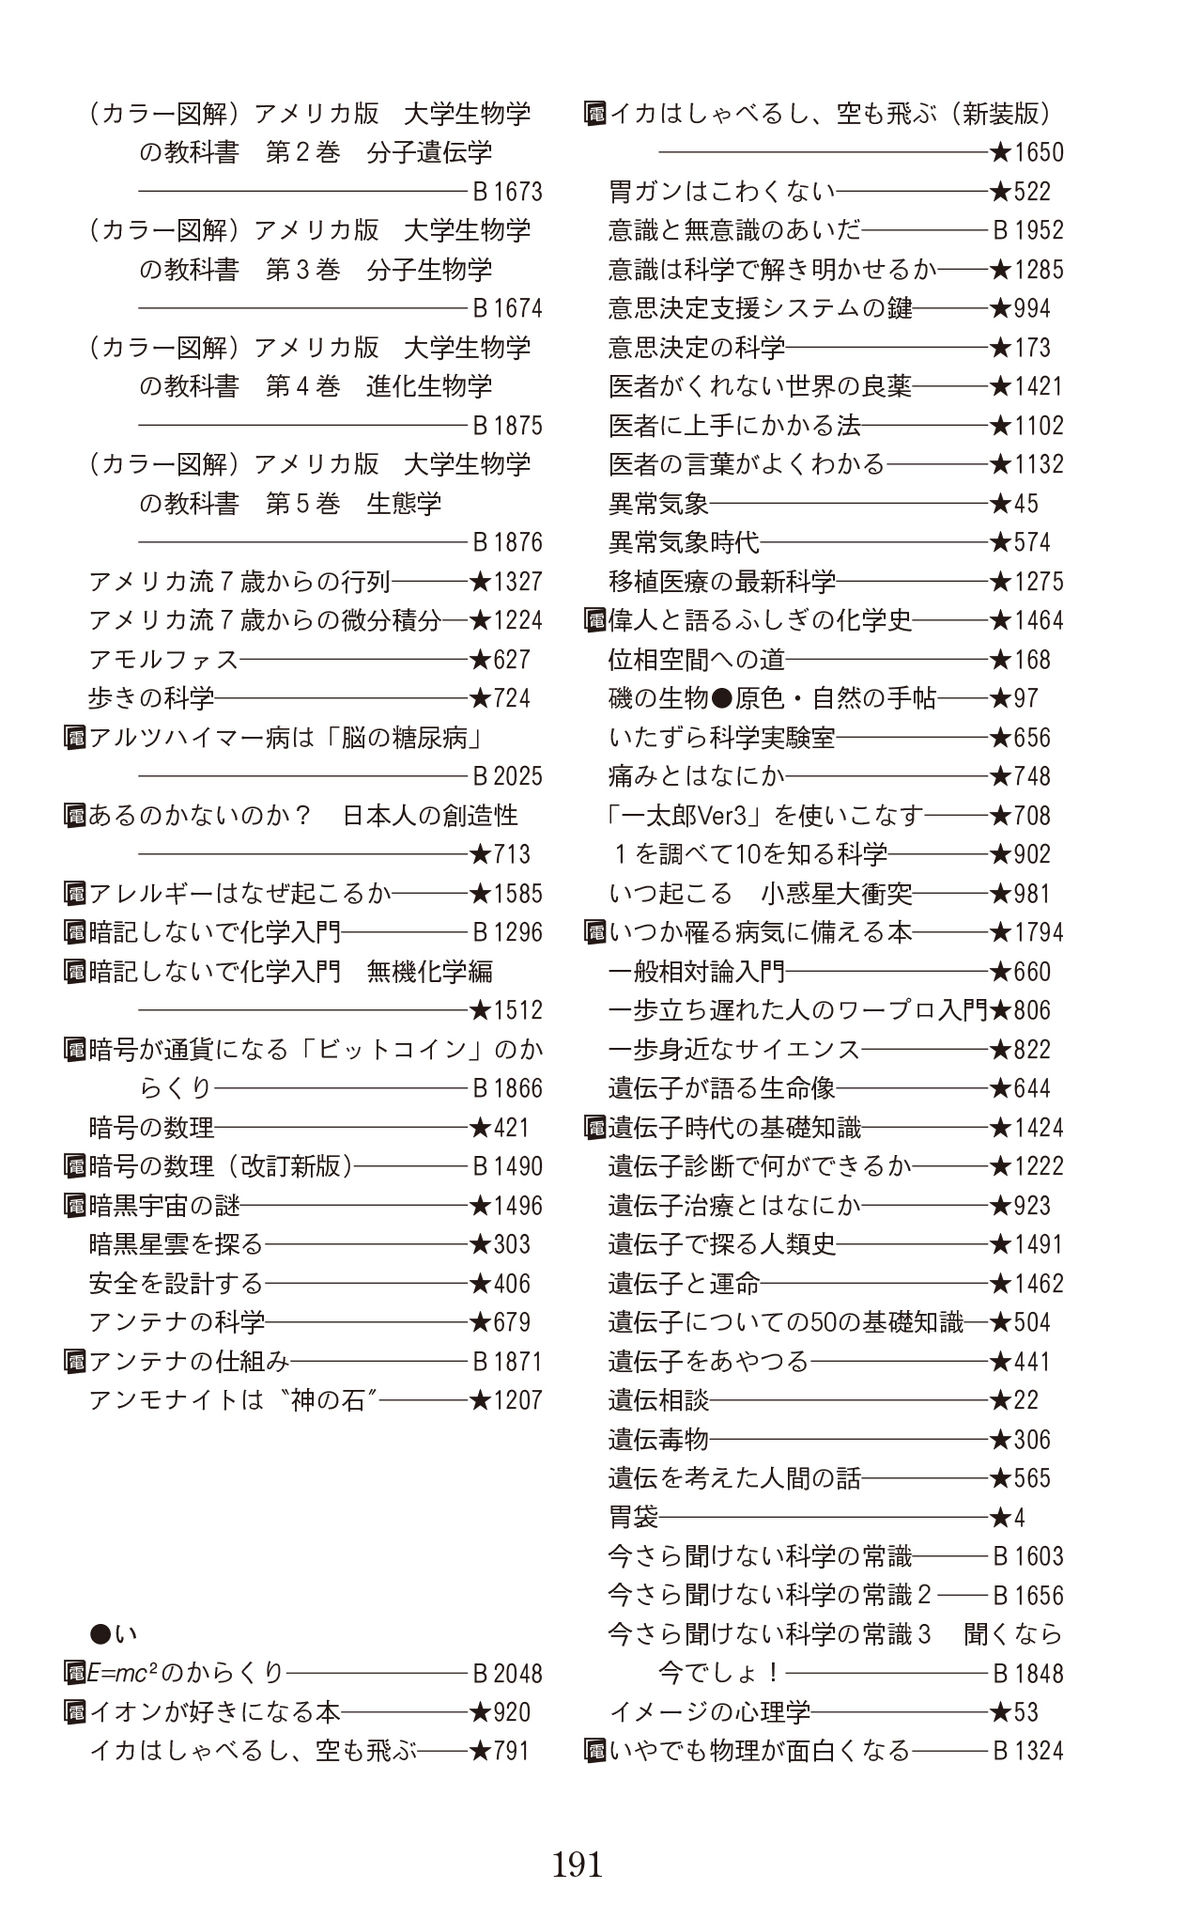 （カラー図解）アメリカ版　大学生物学
の教科書　第２巻　分子遺伝学
――――――――――――― B 1673
（カラー図解）アメリカ版　大学生物学
の教科書　第３巻　分子生物学
――――――――――――― B 1674
（カラー図解）アメリカ版　大学生物学
の教科書　第４巻　進化生物学
――――――――――――― B 1875
（カラー図解）アメリカ版　大学生物学
の教科書　第５巻　生態学
――――――――――――― B 1876
アメリカ流７歳からの行列―――★1327
アメリカ流７歳からの微分積分―★1224
アモルファス―――――――――★627
歩きの科学――――――――――★724
電アルツハイマー病は「脳の糖尿病」
――――――――――――― B 2025
電あるのかないのか？　日本人の創造性
―――――――――――――★713
電アレルギーはなぜ起こるか―――★1585
電暗記しないで化学入門――――― B 1296
電暗記しないで化学入門　無機化学編
―――――――――――――★1512
電暗号が通貨になる「ビットコイン」のか
らくり―――――――――― B 1866
暗号の数理――――――――――★421
電暗号の数理（改訂新版）―――― B 1490
電暗黒宇宙の謎―――――――――★1496
暗黒星雲を探る――――――――★303
安全を設計する――――――――★406
アンテナの科学――――――――★679
電アンテナの仕組み――――――― B 1871
アンモナイトは〝神の石〞―――★1207
●い
電E=mc²のからくり――――――― B 2048
電イオンが好きになる本―――――★920
イカはしゃべるし、空も飛ぶ――★791
電イカはしゃべるし、空も飛ぶ（新装版）
―――――――――――――★1650
胃ガンはこわくない――――――★522
意識と無意識のあいだ――――― B 1952
意識は科学で解き明かせるか――★1285
意思決定支援システムの鍵―――★994
意思決定の科学――――――――★173
医者がくれない世界の良薬―――★1421
医者に上手にかかる法―――――★1102
医者の言葉がよくわかる――――★1132
異常気象―――――――――――★45
異常気象時代―――――――――★574
移植医療の最新科学――――――★1275
電偉人と語るふしぎの化学史―――★1464
位相空間への道――――――――★168
磯の生物●原色・自然の手帖――★97
いたずら科学実験室――――――★656
痛みとはなにか――――――――★748
「一太郎Ver3」を使いこなす―――★708
１を調べて10を知る科学――――★902
いつ起こる　小惑星大衝突―――★981
電いつか罹る病気に備える本―――★1794
一般相対論入門――――――――★660
一歩立ち遅れた人のワープロ入門★806
一歩身近なサイエンス―――――★822
遺伝子が語る生命像――――――★644
電遺伝子時代の基礎知識―――――★1424
遺伝子診断で何ができるか―――★1222
遺伝子治療とはなにか―――――★923
遺伝子で探る人類史――――――★1491
遺伝子と運命―――――――――★1462
遺伝子についての50の基礎知識―★504
遺伝子をあやつる―――――――★441
遺伝相談―――――――――――★22
遺伝毒物―――――――――――★306
遺伝を考えた人間の話―――――★565
胃袋―――――――――――――★4
今さら聞けない科学の常識――― B 1603
今さら聞けない科学の常識２―― B 1656
今さら聞けない科学の常識３　聞くなら
今でしょ！―――――――― B 1848
イメージの心理学―――――――★53
電いやでも物理が面白くなる――― B 1324
191